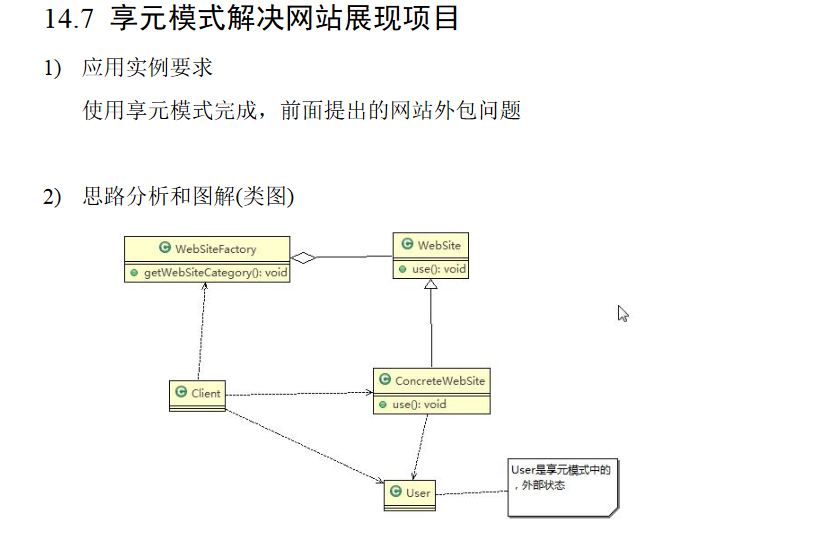 14.7 享元模式解决网站展现项目
1) 应用实例要求
使用享元模式完成，前面提出的网站外包问题
2) 思路分析和图解(类图)
WebSiteFactory
getWebSiteCategory(): void
WebSite
use(): void
Client
ConcreteWebSite
use(): void
User
User是享元模式中的
，外部状态